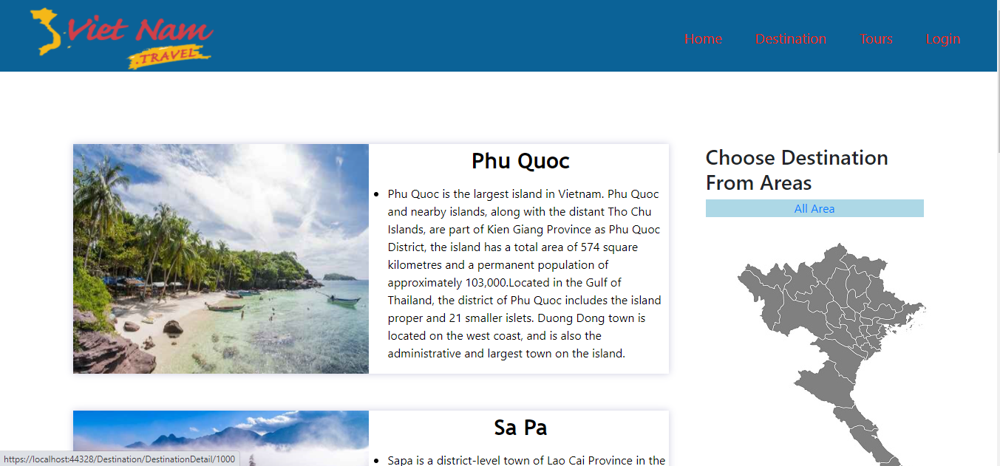 Viet Nam
.TRAVEL
Home Destination Tours Login
Phu Quoc
Phu Quoc is the largest island in Vietnam. Phu Quoc
and nearby islands, along with the distant Tho Chu
Islands, are part of Kien Giang Province as Phu Quoc
District, the island has a total area of 574 square
kilometres and a permanent population of
approximately 103,000.Located in the Gulf of
Thailand, the district of Phu Quoc includes the island
proper and 21 smaller islets. Duong Dong town is
located on the west coast, and is also the
administrative and largest town on the island.
Choose Destination
From Areas
All Area
Sa Pa
Sapa is a district-level town of Lao Cai Province in the
https://localhost:44328/Destination/DestinationDetail/1000